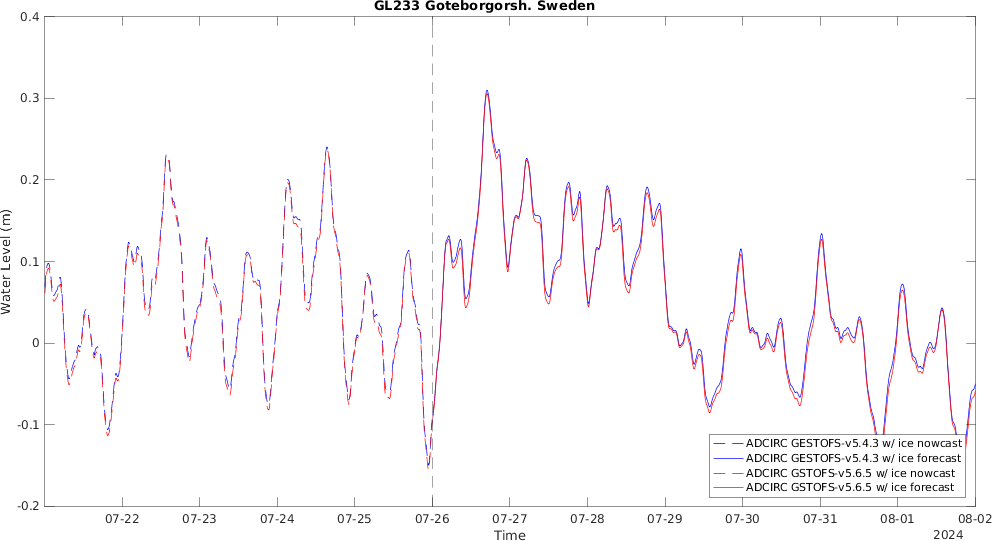 GL233 Goteborgorsh. Sweden
0.4
0.3
0.2
0.1
0
-0.1
-0.2
Water Level (m)
ADCIRC GESTOFS-v5.4.3 w/ ice nowcast
ADCIRC GESTOFS-v5.4.3 w/ ice forecast
ADCIRC GSTOFS-v5.6.5 w/ ice nowcast
ADCIRC GSTOFS-v5.6.5 w/ ice forecast
07-22 07-23 07-24 07-25 07-26 07-27 07-28 07-29 07-30 07-31 08-01 08-02
Time 2024